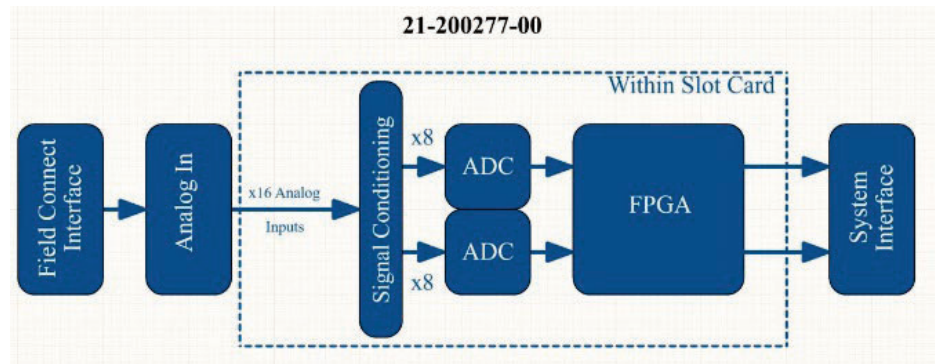 21-200277-00
Within Slot Card
Field Connect
Interface
Analog In
x16 Analog
Inputs
Signal Conditioning
x8
ADC
x8
ADC
FPGA
System
Interface